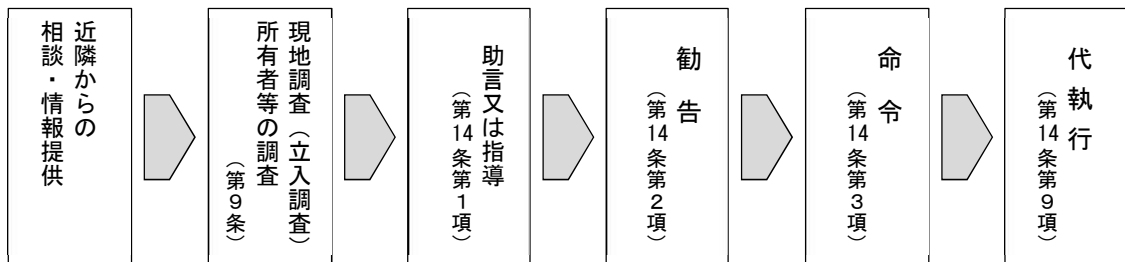 近隣からの
相談・情報提供
現地調査（立入調査）
所有者等の調査
（第９条）
助言又は指導
（第14条第１項）
勧告
（第14条第２項）
命令
（第14条第３項）
代執行
（第14条第９項）